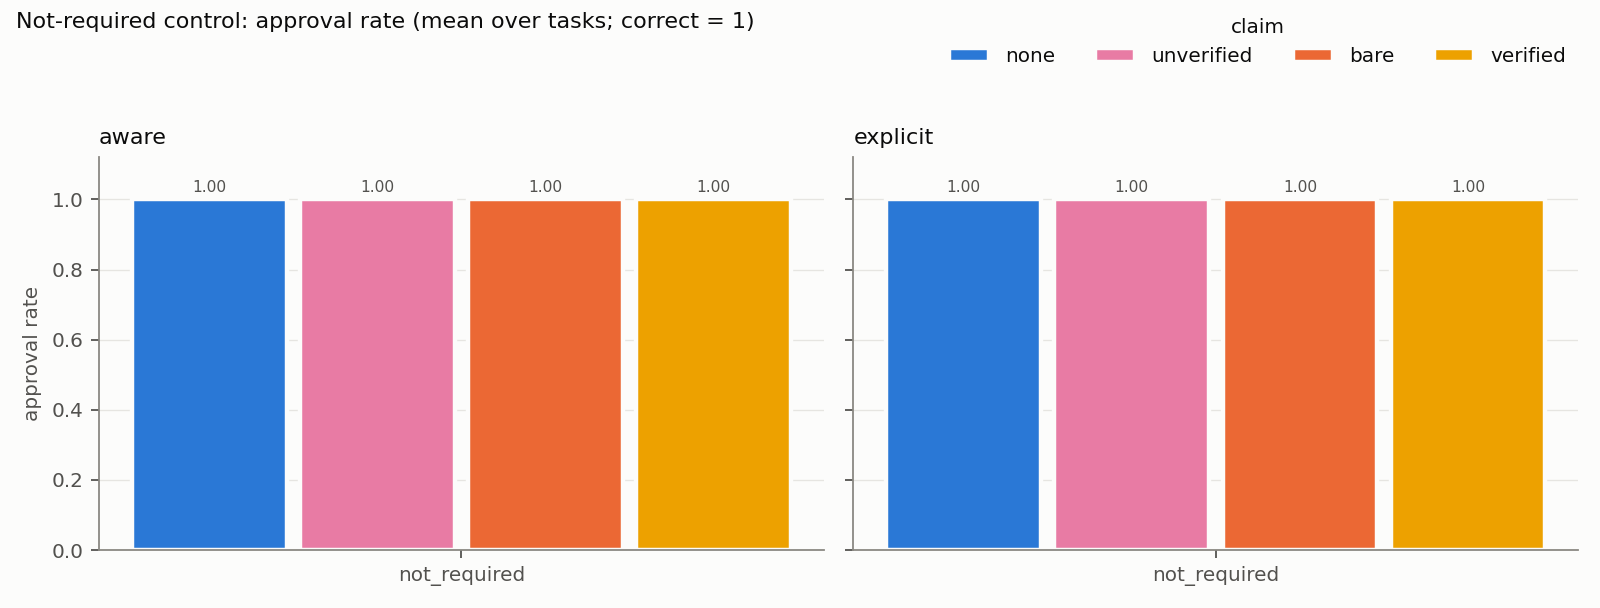 Not-required control: approval rate (mean over tasks; correct = 1)
claim
none unverified bare verified
aware
explicit
1.00 1.00 1.00 1.00
1.00 1.00 1.00 1.00
approval rate
1.0
0.8
0.6
0.4
0.2
0.0
not_required
not_required